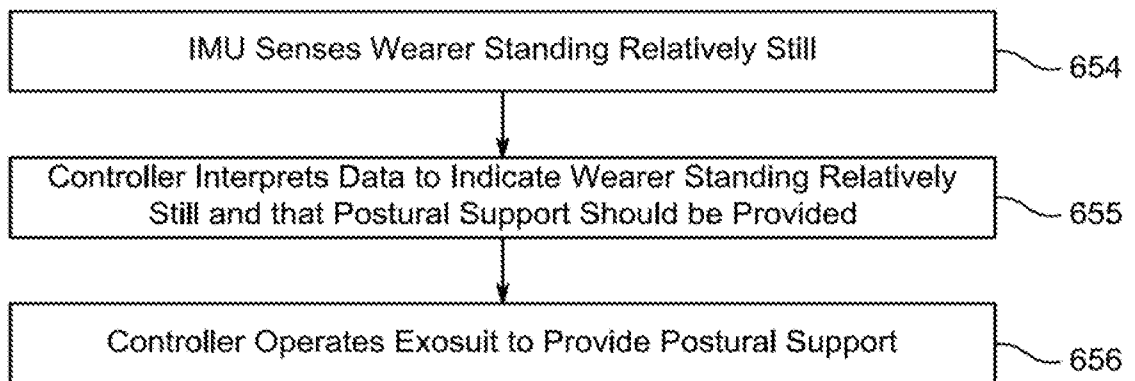 IMU Senses Wearer Standing Relatively Still
654
Controller Interprets Data to Indicate Wearer Standing Relatively
Still and that Postural Support Should be Provided
655
Controller Operates Exosuit to Provide Postural Support
656